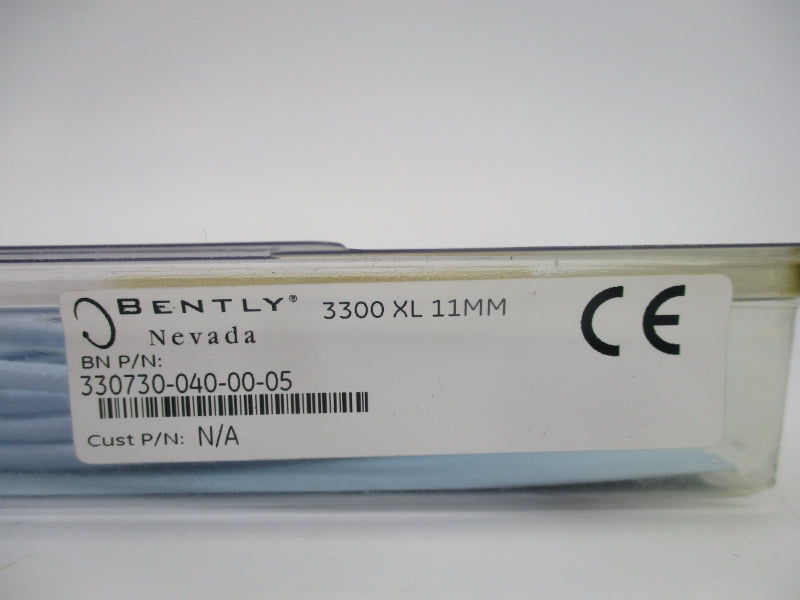 BENTLY® 3300 XL 11MM CE
Nevada
BN P/N:
330730-040-00-05
Cust P/N: N/A